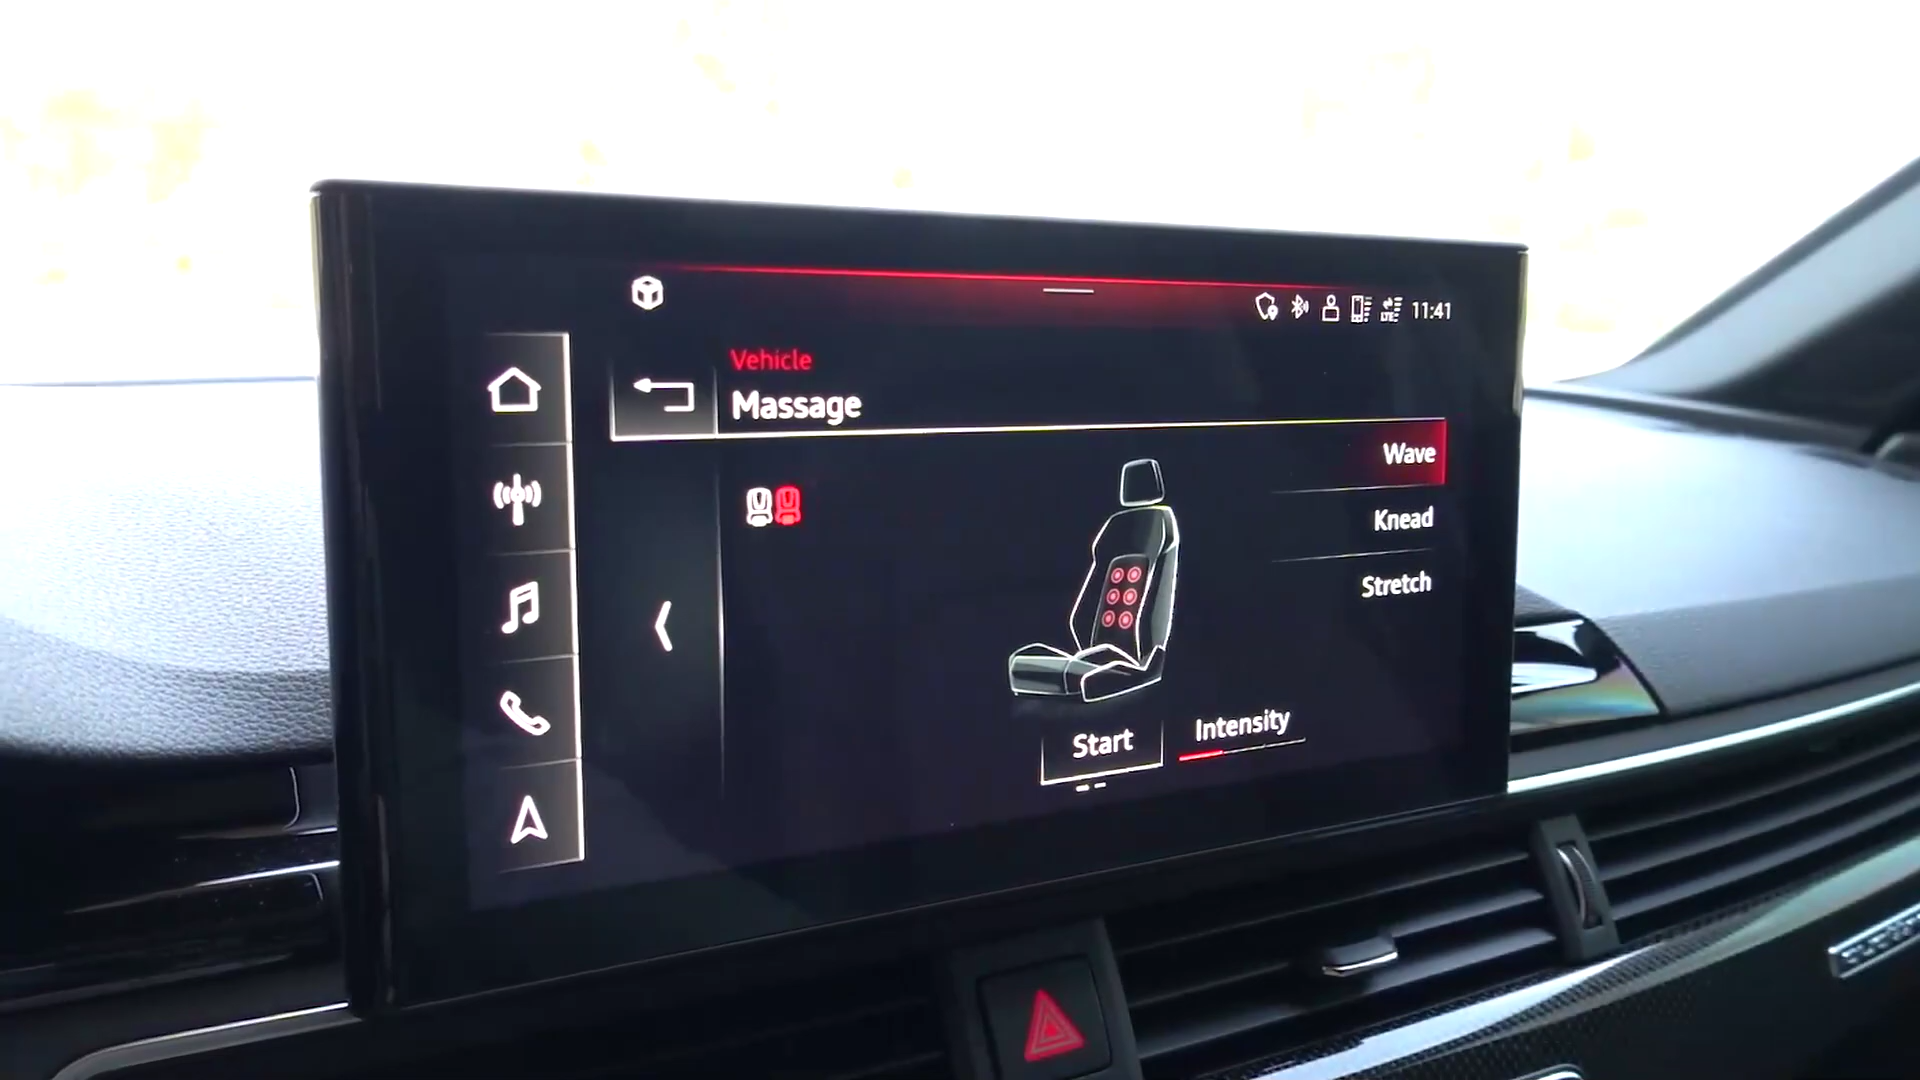 11:41
Vehicle
Massage
Wave
Knead
Stretch
Start
Intensity